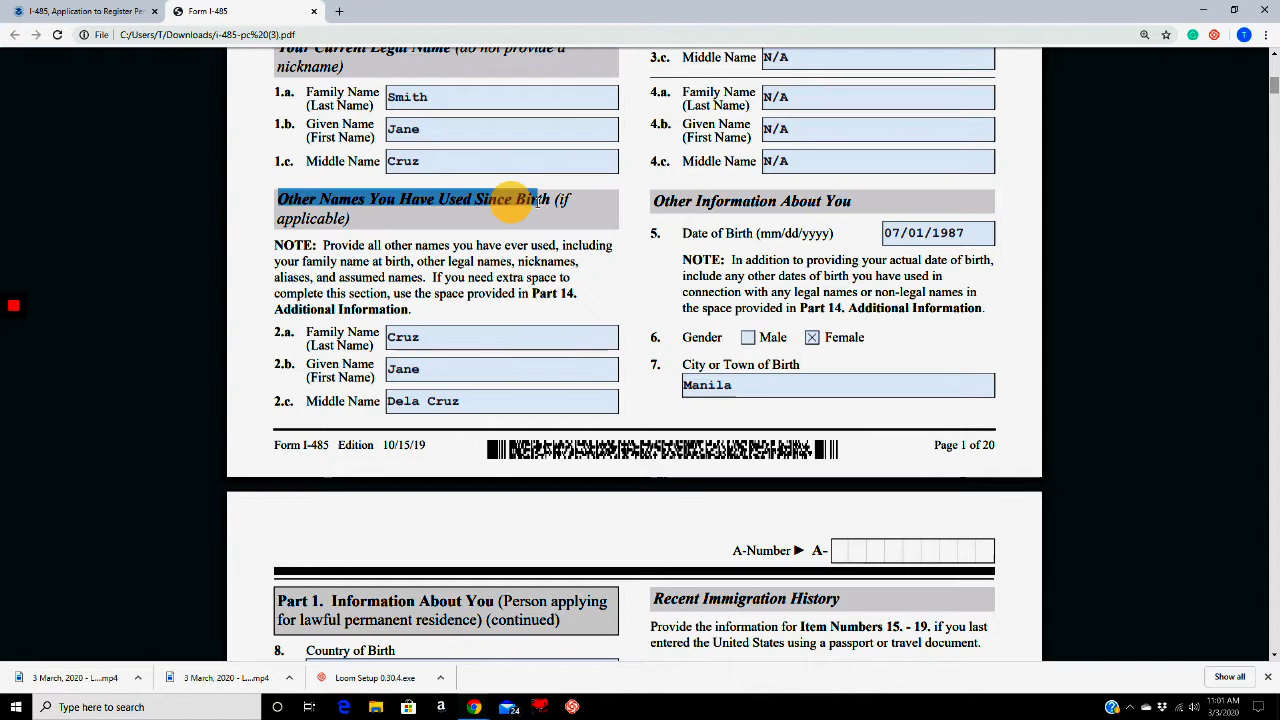 I-485, Application to Register Per
Form I-485
File
C:/Users/T/Downloads/i-485-pc%20(3).pdf
T
Your Current Legal Name (do not provide a
nickname)
1.a. Family Name
(Last Name)
Smith
1.b. Given Name
(First Name)
Jane
1.c. Middle Name
Cruz
Other Names You Have Used Since Birth (if
applicable)
NOTE: Provide all other names you have ever used, including
your family name at birth, other legal names, nicknames,
aliases, and assumed names. If you need extra space to
complete this section, use the space provided in Part 14.
Additional Information.
2.a. Family Name
(Last Name)
Cruz
2.b. Given Name
(First Name)
Jane
2.c. Middle Name
Dela Cruz
3.c. Middle Name
N/A
4.a. Family Name
(Last Name)
N/A
4.b. Given Name
(First Name)
N/A
4.c. Middle Name
N/A
Other Information About You
5. Date of Birth (mm/dd/yyyy)
07/01/1987
NOTE: In addition to providing your actual date of birth,
include any other dates of birth you have used in
connection with any legal names or non-legal names in
the space provided in Part 14. Additional Information.
6. Gender Male Female
7. City or Town of Birth
Manila
Form I-485 Edition 10/15/19
Page 1 of 20
A-Number ► A-
Part 1. Information About You (Person applying
for lawful permanent residence) (continued)
8. Country of Birth
Recent Immigration History
Provide the information for Item Numbers 15. - 19. if you last
entered the United States using a passport or travel document.
3 March, 2020 - L....mp4
3 March, 2020 - L....mp4
Loom Setup 0.30.4.exe
Show all
Type here to search
24
11:01 AM
3/3/2020